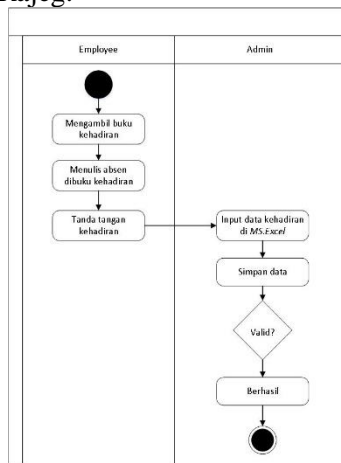 Rajeg.
Employee
Admin
Mengambil buku
kehadiran
Menulis absen
dibuku kehadiran
Tanda tangan
kehadiran
Input data kehadiran
di MS.Excel
Simpan data
Valid?
Berhasil